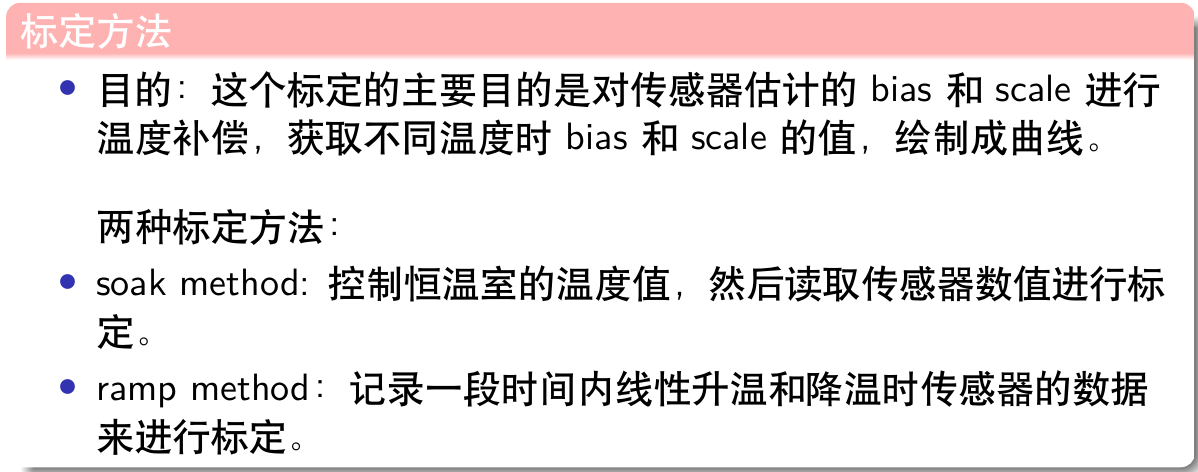 标定方法
目的：这个标定的主要目的是对传感器估计的 bias 和 scale 进行
温度补偿，获取不同温度时 bias 和 scale 的值，绘制成曲线。
两种标定方法：
soak method: 控制恒温室的温度值，然后读取传感器数值进行标
定。
ramp method：记录一段时间内线性升温和降温时传感器的数据
来进行标定。